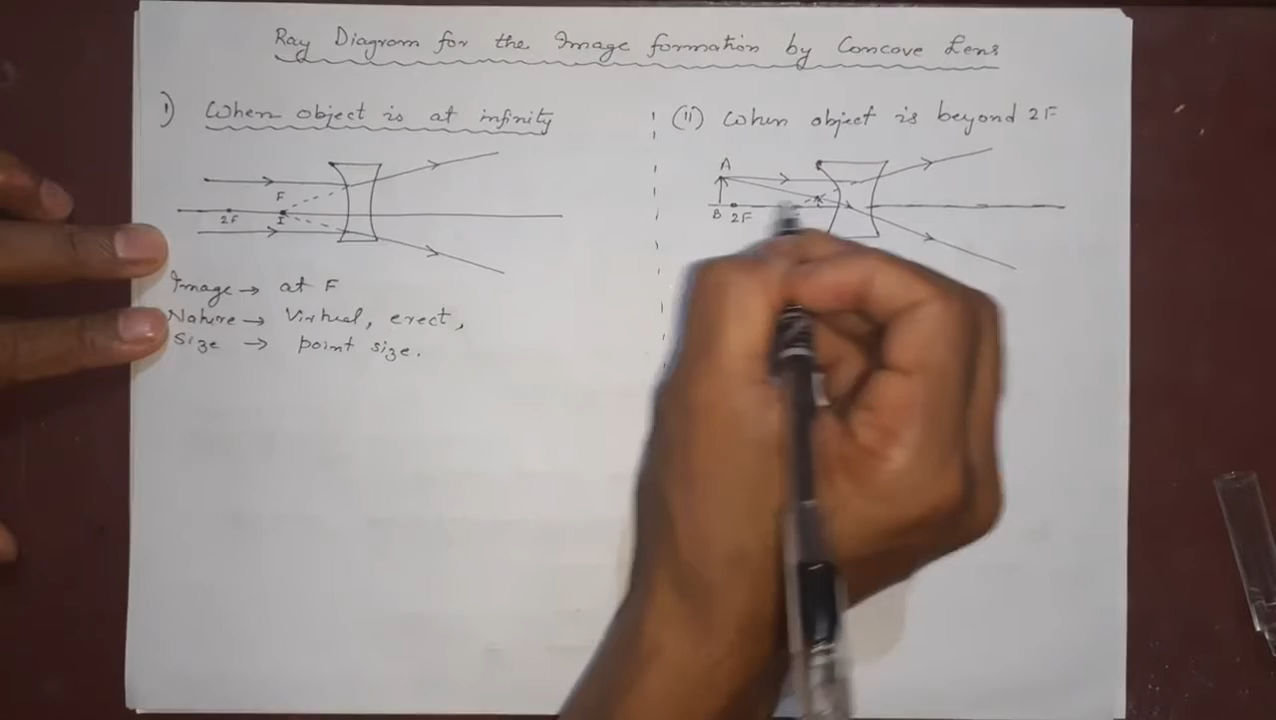 Ray Diagram for the Image formation by Concave Lens
i) When object is at infinity
F
2F
I
Image → at F
Nature → Virtual, erect,
Size → point size.
(ii) When object is beyond 2F
A
B 2F